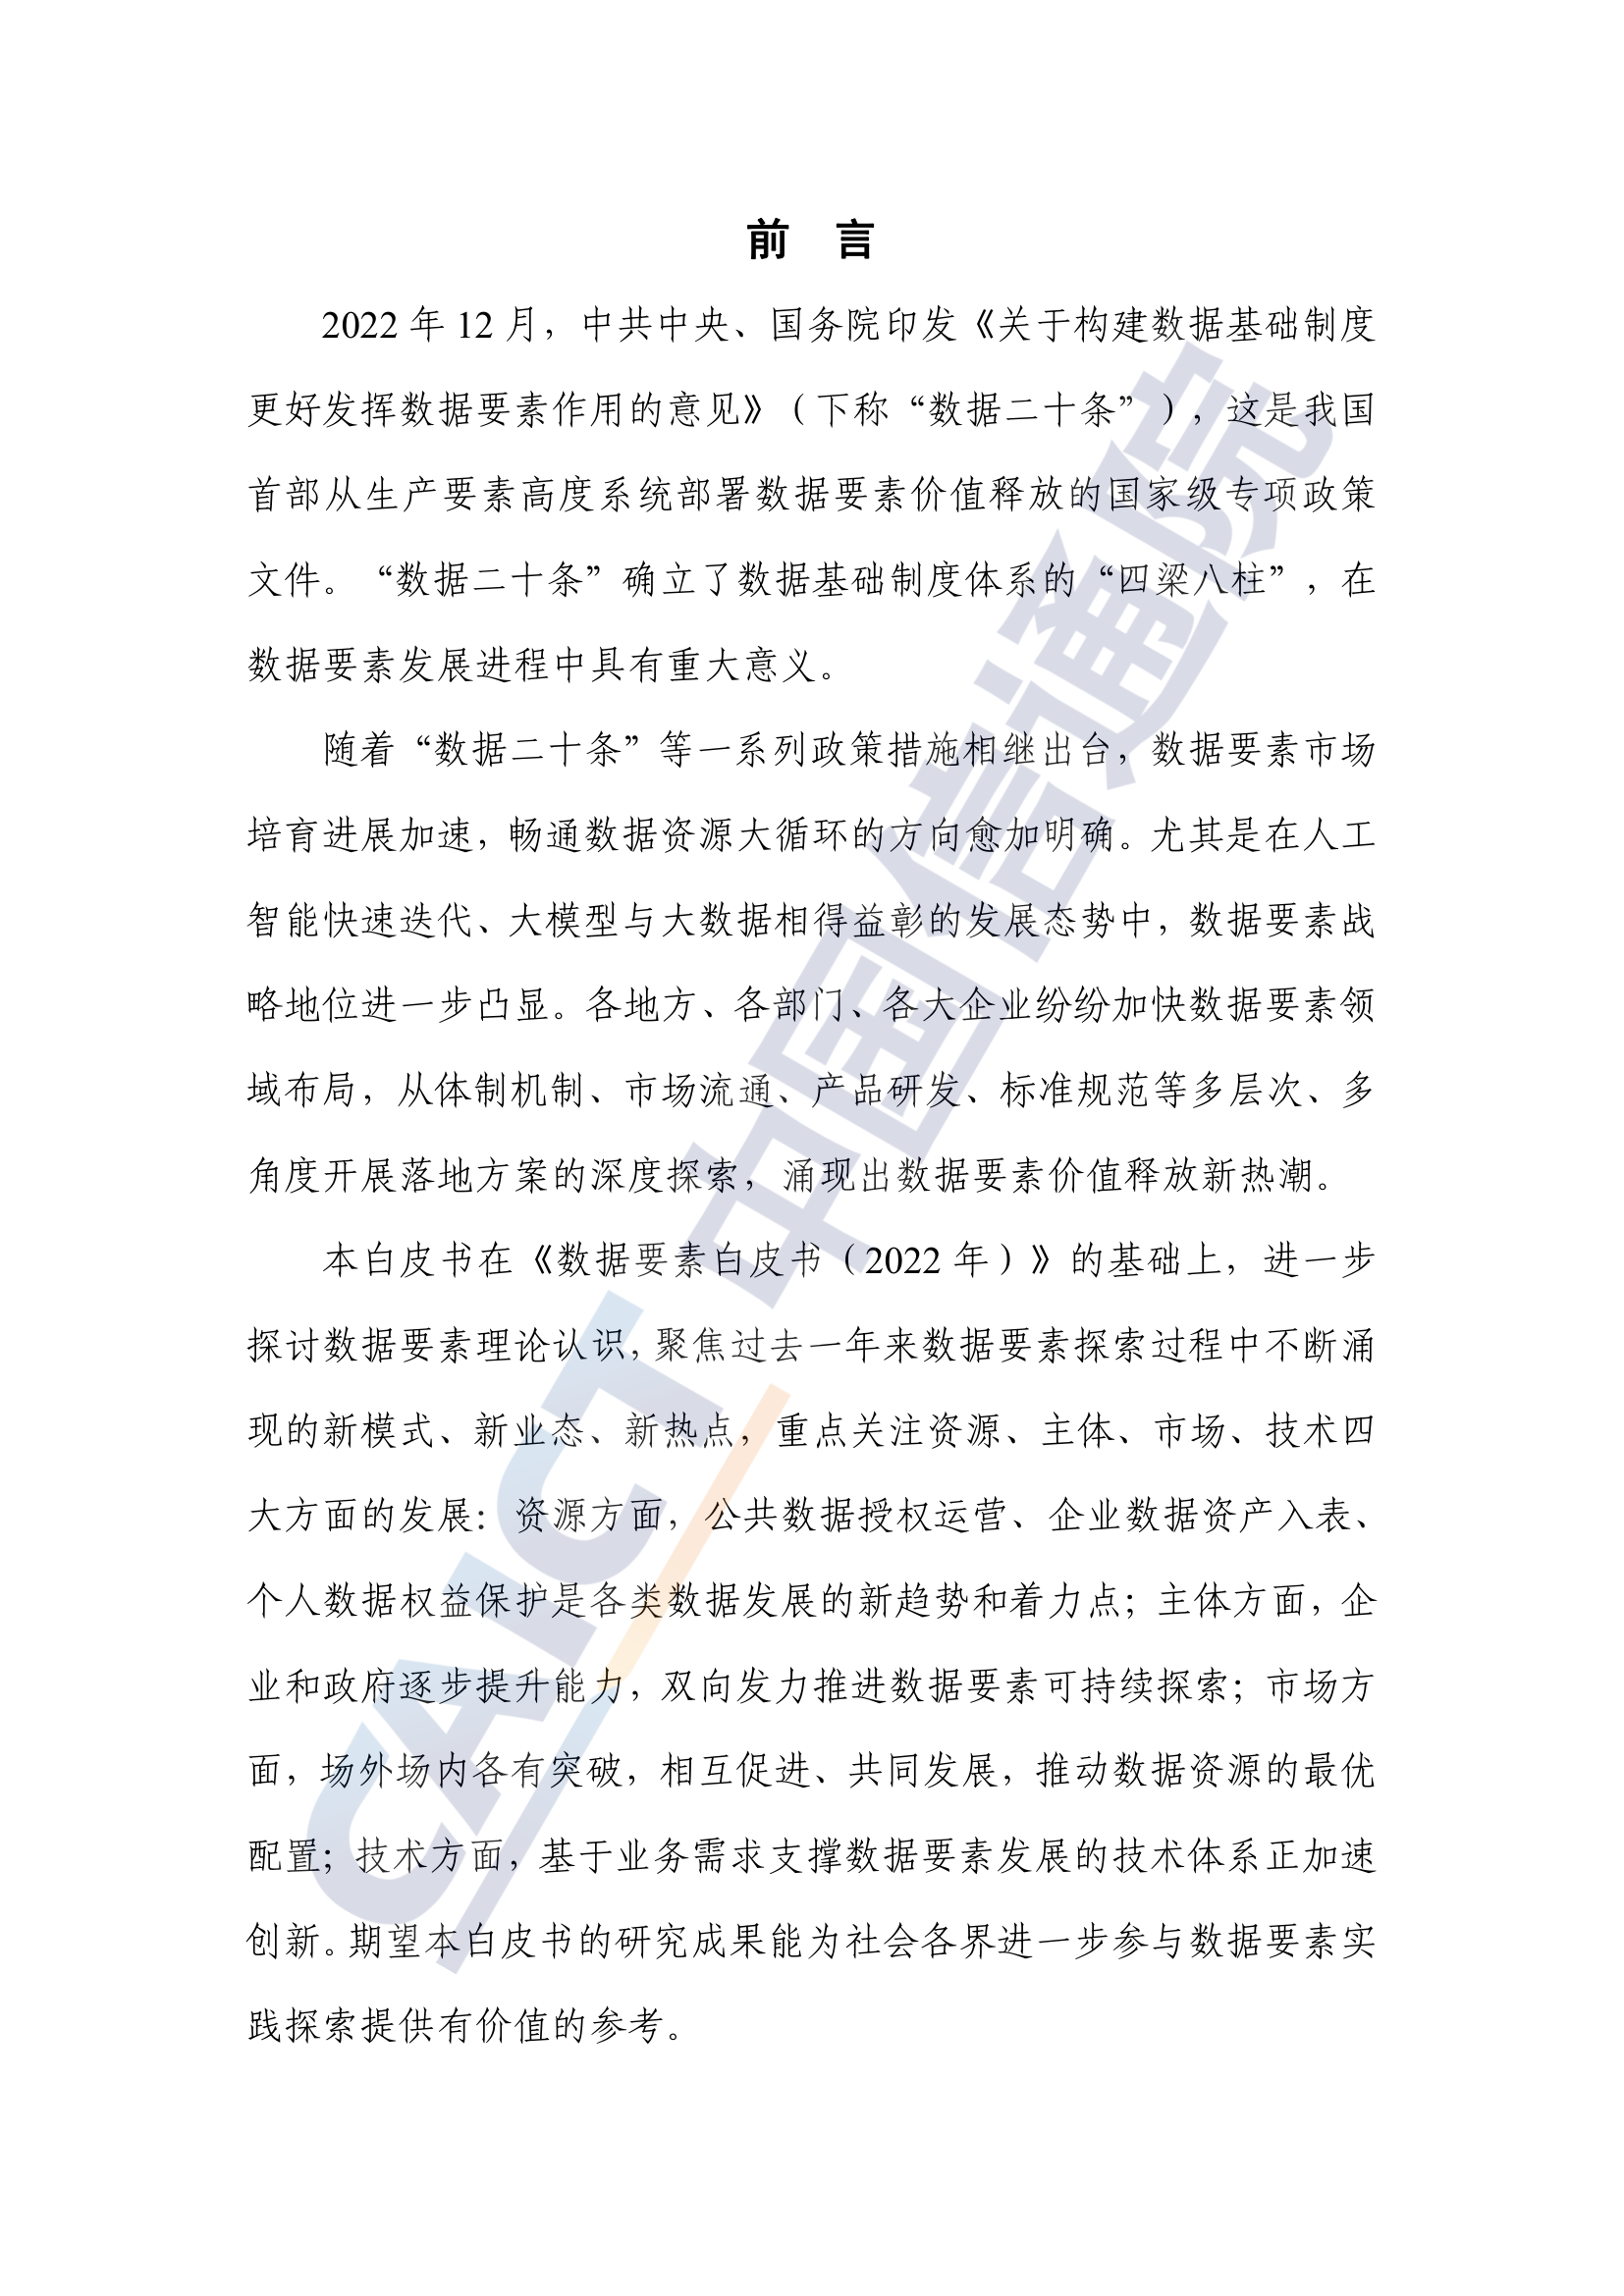 前 言
2022 年 12 月，中共中央、国务院印发《关于构建数据基础制度
更好发挥数据要素作用的意见》（下称“数据二十条”），这是我国
首部从生产要素高度系统部署数据要素价值释放的国家级专项政策
文件。“数据二十条”确立了数据基础制度体系的“四梁八柱”，在
数据要素发展进程中具有重大意义。
随着“数据二十条”等一系列政策措施相继出台，数据要素市场
培育进展加速，畅通数据资源大循环的方向愈加明确。尤其是在人工
智能快速迭代、大模型与大数据相得益彰的发展态势中，数据要素战
略地位进一步凸显。各地方、各部门、各大企业纷纷加快数据要素领
域布局，从体制机制、市场流通、产品研发、标准规范等多层次、多
角度开展落地方案的深度探索，涌现出数据要素价值释放新热潮。
本白皮书在《数据要素白皮书（2022 年）》的基础上，进一步
探讨数据要素理论认识，聚焦过去一年来数据要素探索过程中不断涌
现的新模式、新业态、新热点，重点关注资源、主体、市场、技术四
大方面的发展：资源方面，公共数据授权运营、企业数据资产入表、
个人数据权益保护是各类数据发展的新趋势和着力点；主体方面，企
业和政府逐步提升能力，双向发力推进数据要素可持续探索；市场方
面，场外场内各有突破，相互促进、共同发展，推动数据资源的最优
配置；技术方面，基于业务需求支撑数据要素发展的技术体系正加速
创新。期望本白皮书的研究成果能为社会各界进一步参与数据要素实
践探索提供有价值的参考。
CAICT 中国信通院